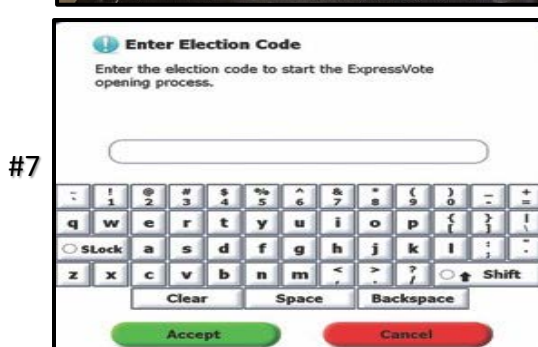 Enter Election Code
Enter the election code to start the ExpressVote
opening process.
#7
~ ! @ # $ % ^ & * ( ) _ +
` 1 2 3 4 5 6 7 8 9 0 - =
q w e r t y u i o p { } |
[ ] \
SLock a s d f g h j k l : "
; '
z x c v b n m < > ? Shift
, . /
Clear Space Backspace
Accept Cancel